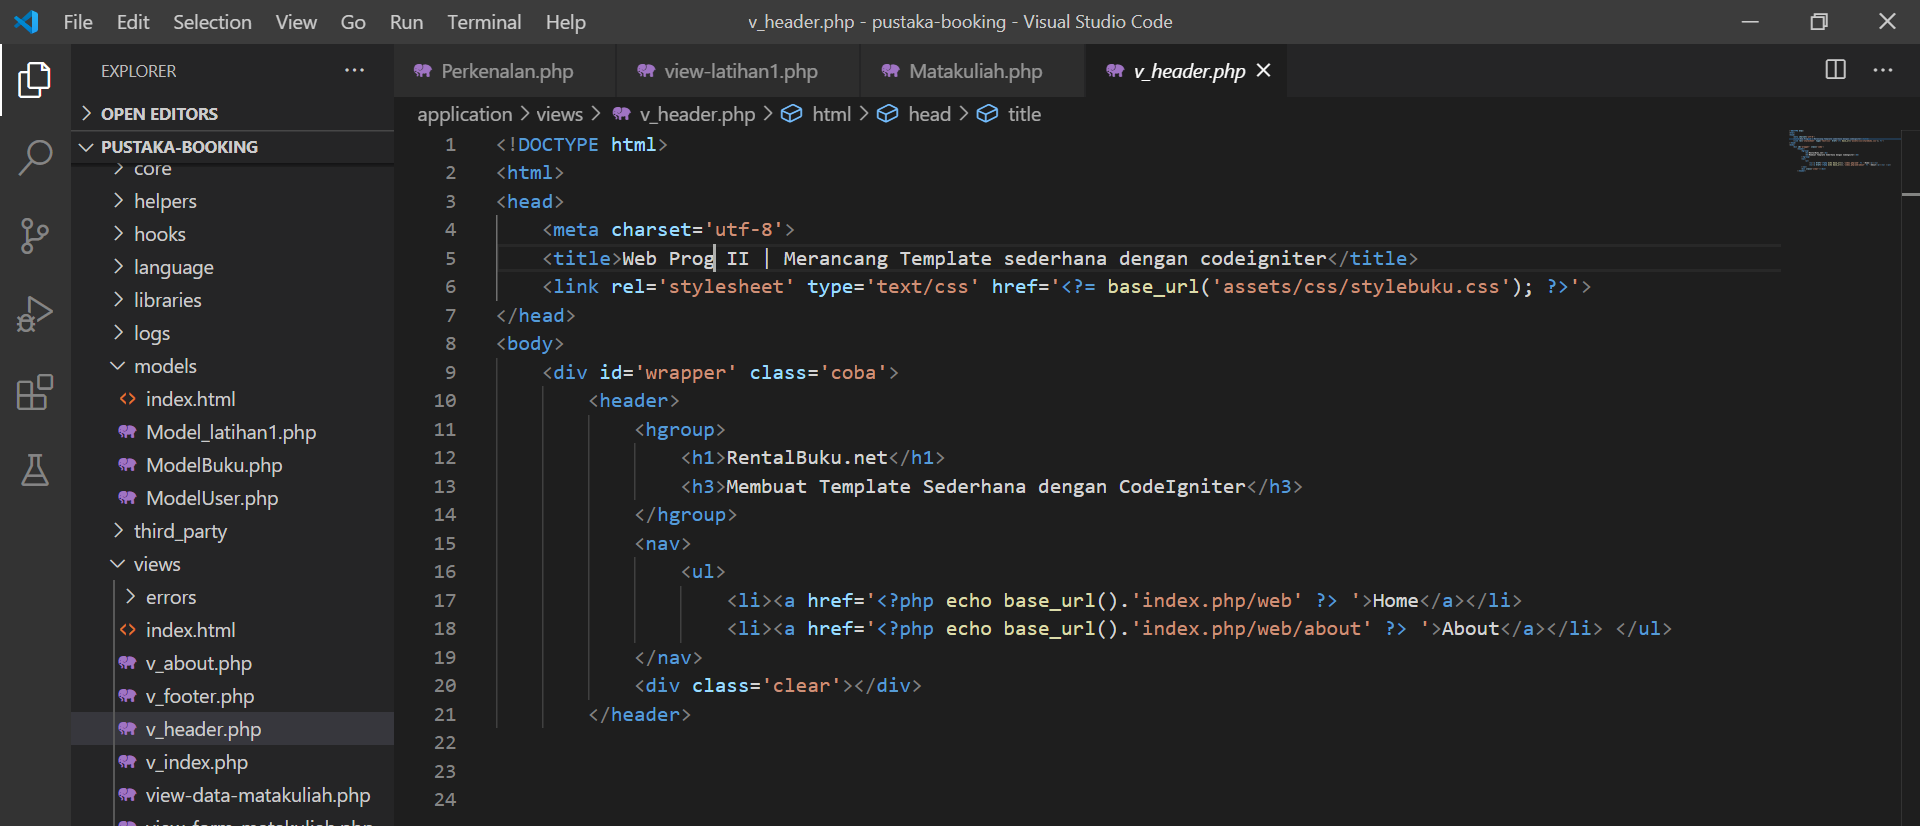 File Edit Selection View Go Run Terminal Help v_header.php - pustaka-booking - Visual Studio Code
EXPLORER
OPEN EDITORS
PUSTAKA-BOOKING
core
helpers
hooks
language
libraries
logs
models
index.html
Model_latihan1.php
ModelBuku.php
ModelUser.php
third_party
views
errors
index.html
v_about.php
v_footer.php
v_header.php
v_index.php
view-data-matakuliah.php
view-form-matakuliah.php
Perkenalan.php view-latihan1.php Matakuliah.php v_header.php
application > views > v_header.php > html > head > title
1 <!DOCTYPE html>
2 <html>
3 <head>
4 <meta charset='utf-8'>
5 <title>Web Prog II | Merancang Template sederhana dengan codeigniter</title>
6 <link rel='stylesheet' type='text/css' href='<?= base_url('assets/css/stylebuku.css'); ?>'>
7 </head>
8 <body>
9 <div id='wrapper' class='coba'>
10 <header>
11 <hgroup>
12 <h1>RentalBuku.net</h1>
13 <h3>Membuat Template Sederhana dengan CodeIgniter</h3>
14 </hgroup>
15 <nav>
16 <ul>
17 <li><a href='<?php echo base_url().'index.php/web' ?> '>Home</a></li>
18 <li><a href='<?php echo base_url().'index.php/web/about' ?> '>About</a></li> </ul>
19 </nav>
20 <div class='clear'></div>
21 </header>
22
23
24